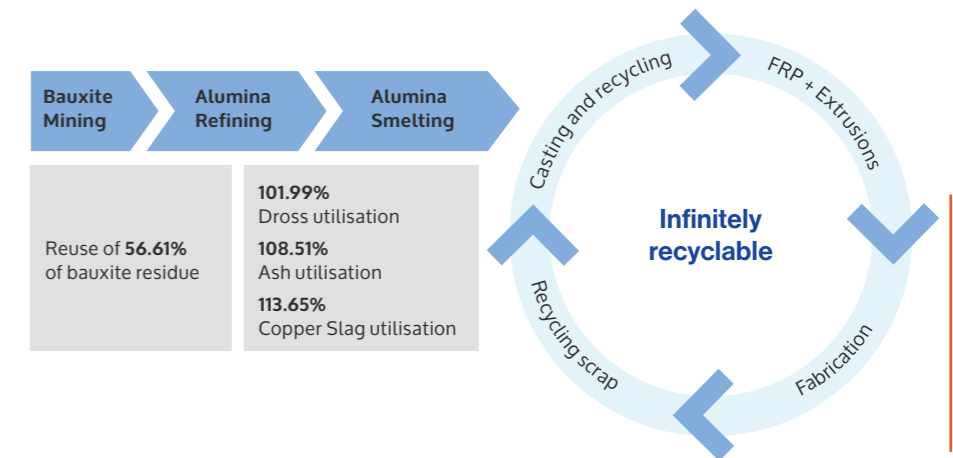 Bauxite
Mining
Alumina
Refining
Alumina
Smelting
Reuse of 56.61%
of bauxite residue
101.99%
Dross utilisation
108.51%
Ash utilisation
113.65%
Copper Slag utilisation
Casting and recycling
FRP + Extrusions
Infinitely
recyclable
Recycling scrap
Fabrication